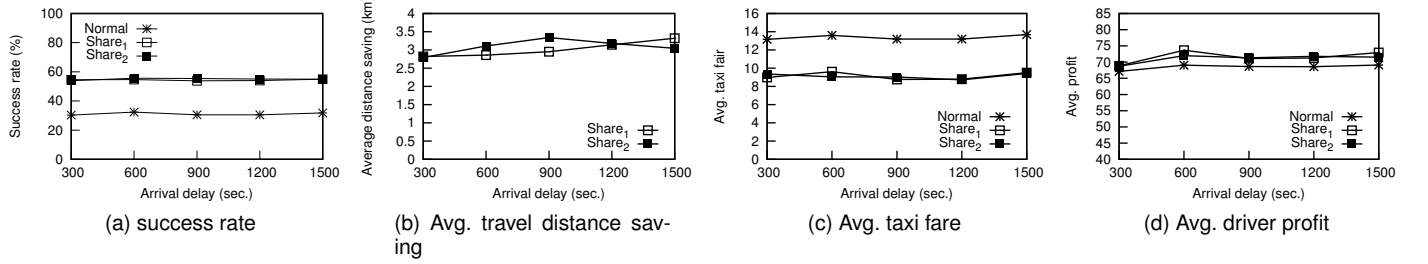 Success rate (%)
100
80
60
40
20
0
Normal
Share1
Share2
300 600 900 1200 1500
Arrival delay (sec.)
(a) success rate
Average distance saving (km
4
3.5
3
2.5
2
1.5
1
0.5
0
Share1
Share2
300 600 900 1200 1500
Arrival delay (sec.)
(b) Avg. travel distance sav-
ing
Avg. taxi fair
16
14
12
10
8
6
4
2
0
Normal
Share1
Share2
300 600 900 1200 1500
Arrival delay (sec.)
(c) Avg. taxi fare
Avg. profit
85
80
75
70
65
60
55
50
45
40
Normal
Share1
Share2
300 600 900 1200 1500
Arrival delay (sec.)
(d) Avg. driver profit